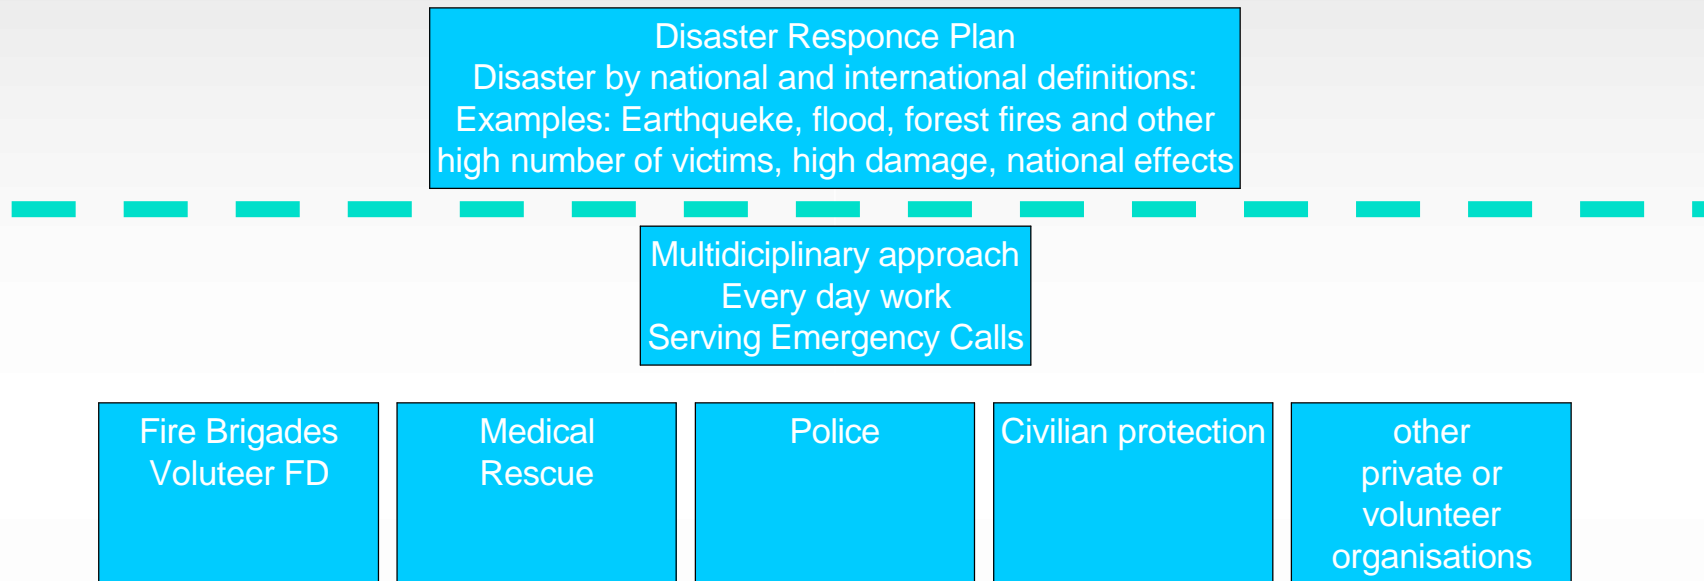 Disaster Responce Plan
Disaster by national and international definitions:
Examples: Earthqueke, flood, forest fires and other
high number of victims, high damage, national effects
Multidiciplinary approach
Every day work
Serving Emergency Calls
Fire Brigades
Voluteer FD
Medical
Rescue
Police
Civilian protection
other
private or
volunteer
organisations